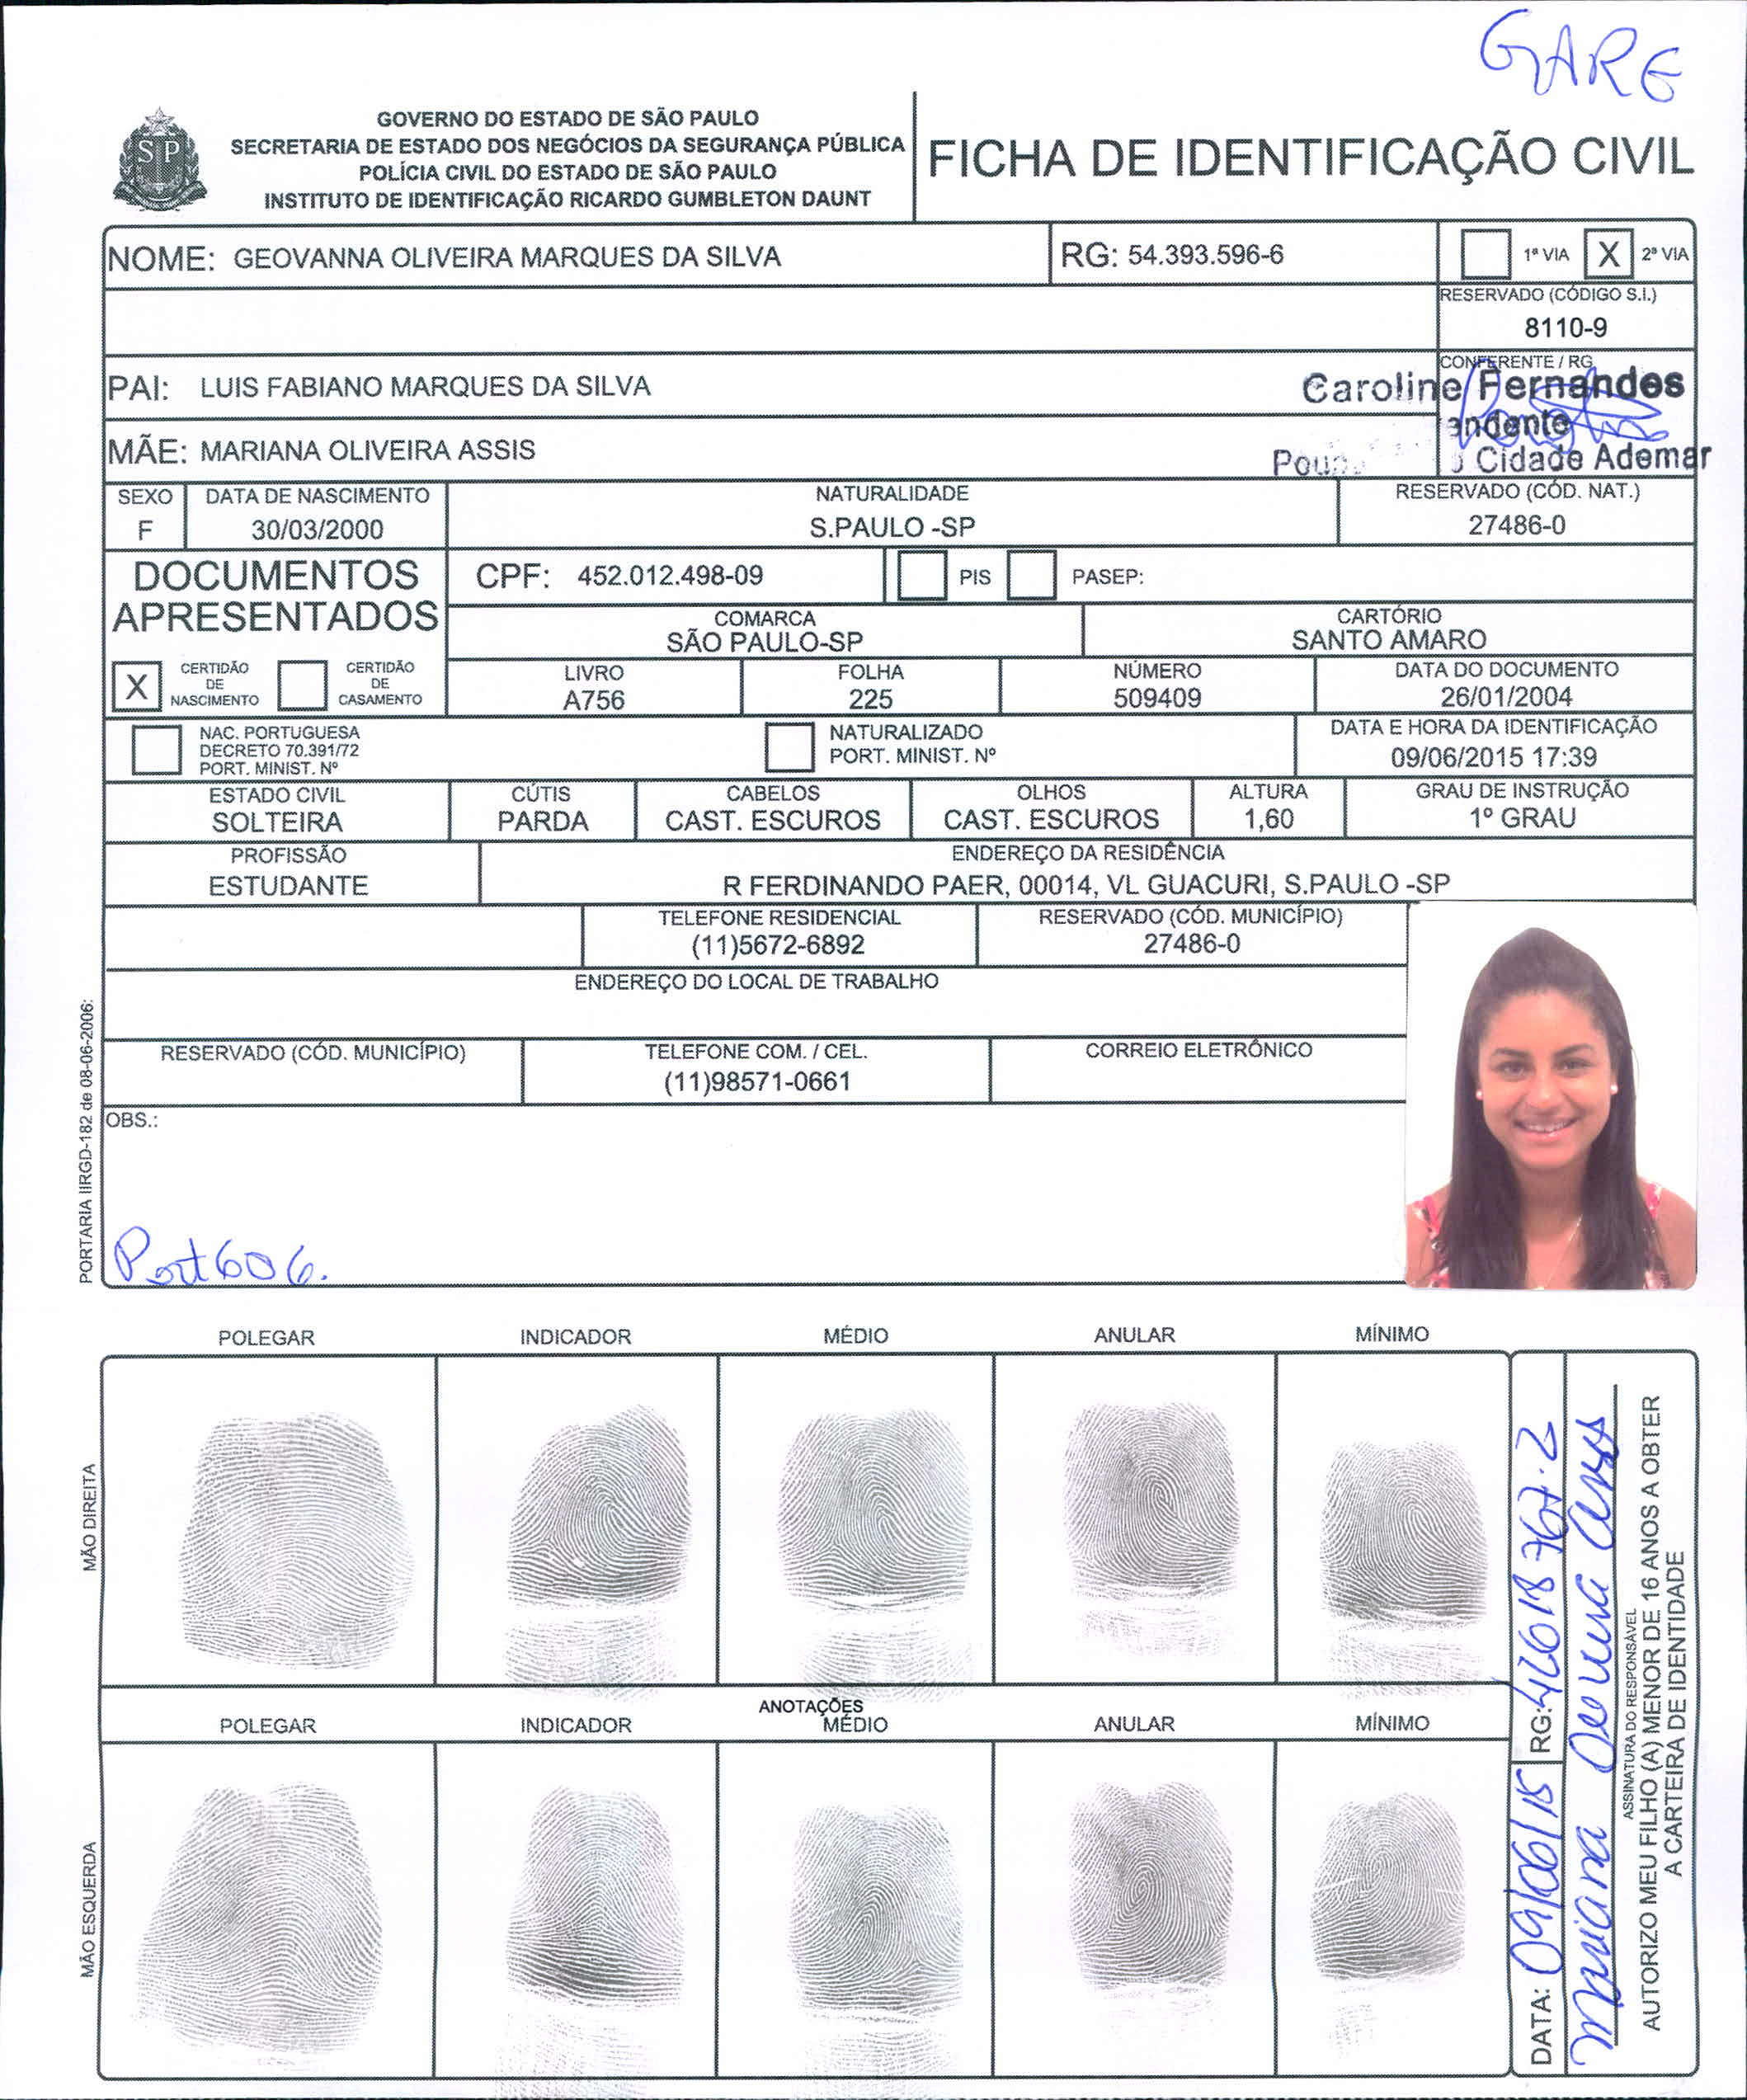 GARE
GOVERNO DO ESTADO DE SÃO PAULO
SECRETARIA DE ESTADO DOS NEGÓCIOS DA SEGURANÇA PÚBLICA
POLÍCIA CIVIL DO ESTADO DE SÃO PAULO
INSTITUTO DE IDENTIFICAÇÃO RICARDO GUMBLETON DAUNT
SP
FICHA DE IDENTIFICAÇÃO CIVIL
NOME: GEOVANNA OLIVEIRA MARQUES DA SILVA
RG: 54.393.596-6
1ª VIA X 2ª VIA
RESERVADO (CÓDIGO S.I.)
8110-9
PAI: LUIS FABIANO MARQUES DA SILVA
CONFERENTE / RG
Caroline Fernandes
endente
MÃE: MARIANA OLIVEIRA ASSIS
Cidade Ademar
SEXO
F
DATA DE NASCIMENTO
30/03/2000
NATURALIDADE
S.PAULO -SP
RESERVADO (CÓD. NAT.)
27486-0
DOCUMENTOS
APRESENTADOS
CPF: 452.012.498-09
PIS
PASEP:
COMARCA
SÃO PAULO-SP
CARTÓRIO
SANTO AMARO
X
CERTIDÃO
DE
NASCIMENTO
CERTIDÃO
DE
CASAMENTO
LIVRO
A756
FOLHA
225
NÚMERO
509409
DATA DO DOCUMENTO
26/01/2004
NAC. PORTUGUESA
DECRETO 70.391/72
PORT. MINIST. Nº
NATURALIZADO
PORT. MINIST. Nº
DATA E HORA DA IDENTIFICAÇÃO
09/06/2015 17:39
ESTADO CIVIL
SOLTEIRA
CÚTIS
PARDA
CABELOS
CAST. ESCUROS
OLHOS
CAST. ESCUROS
ALTURA
1,60
GRAU DE INSTRUÇÃO
1º GRAU
PROFISSÃO
ESTUDANTE
ENDEREÇO DA RESIDÊNCIA
R FERDINANDO PAER, 00014, VL GUACURI, S.PAULO -SP
TELEFONE RESIDENCIAL
(11)5672-6892
RESERVADO (CÓD. MUNICÍPIO)
27486-0
ENDEREÇO DO LOCAL DE TRABALHO
RESERVADO (CÓD. MUNICÍPIO)
TELEFONE COM. / CEL.
(11)98571-0661
CORREIO ELETRÔNICO
OBS.:
Port 606.
PORTARIA IIRGD-182 de 08-06-2006:
POLEGAR INDICADOR MÉDIO ANULAR MÍNIMO
MÃO DIREITA
ANOTAÇÕES
POLEGAR INDICADOR MÉDIO ANULAR MÍNIMO
MÃO ESQUERDA
DATA: 09/06/15 RG:
Mariana
ASSINATURA DO RESPONSÁVEL
AUTORIZO MEU FILHO (A) MENOR DE 16 ANOS A OBTER
A CARTEIRA DE IDENTIDADE